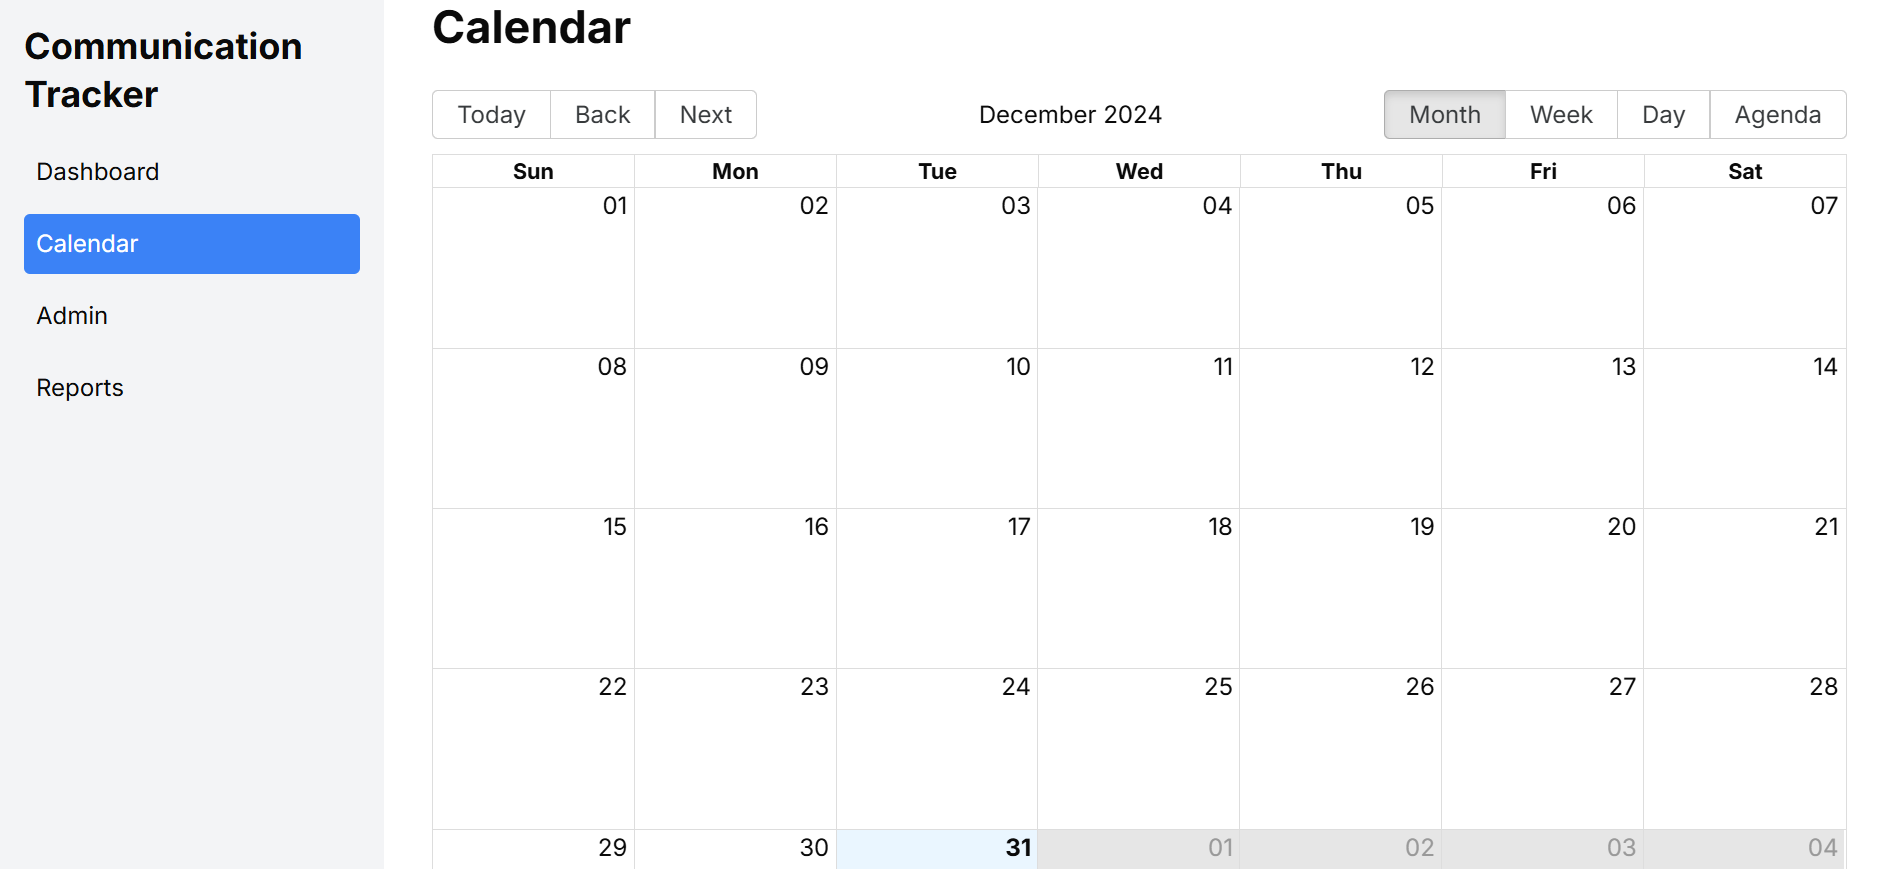 Communication
Tracker
Dashboard
Calendar
Admin
Reports
Calendar
Today Back Next December 2024 Month Week Day Agenda
Sun Mon Tue Wed Thu Fri Sat
01 02 03 04 05 06 07
08 09 10 11 12 13 14
15 16 17 18 19 20 21
22 23 24 25 26 27 28
29 30 31 01 02 03 04